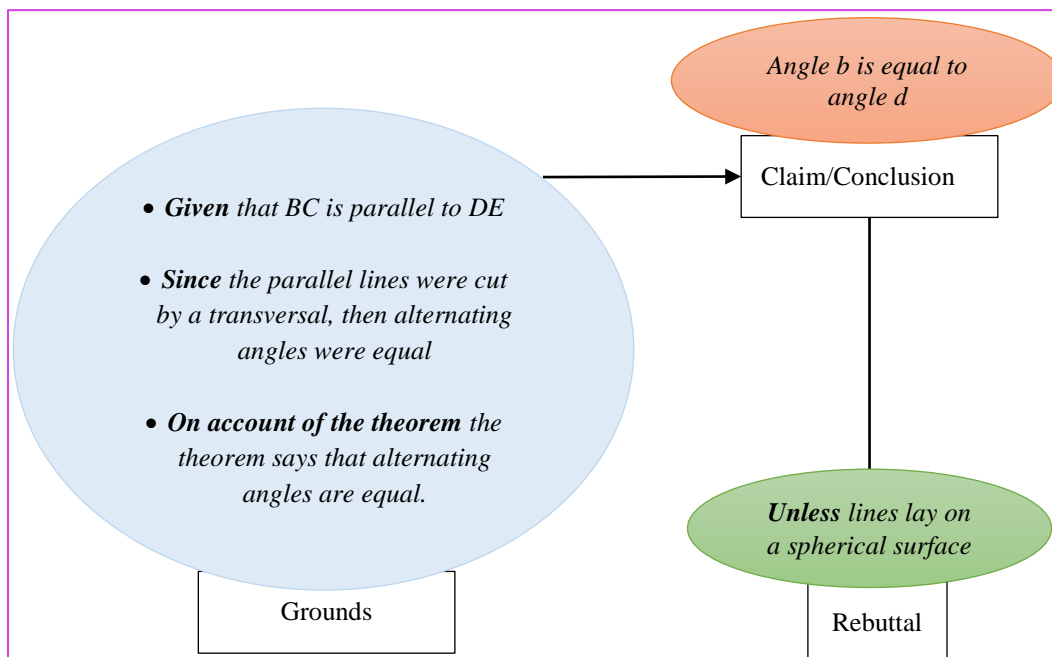 Angle b is equal to
angle d
Claim/Conclusion
• Given that BC is parallel to DE
• Since the parallel lines were cut
by a transversal, then alternating
angles were equal
• On account of the theorem the
theorem says that alternating
angles are equal.
Grounds
Unless lines lay on
a spherical surface
Rebuttal